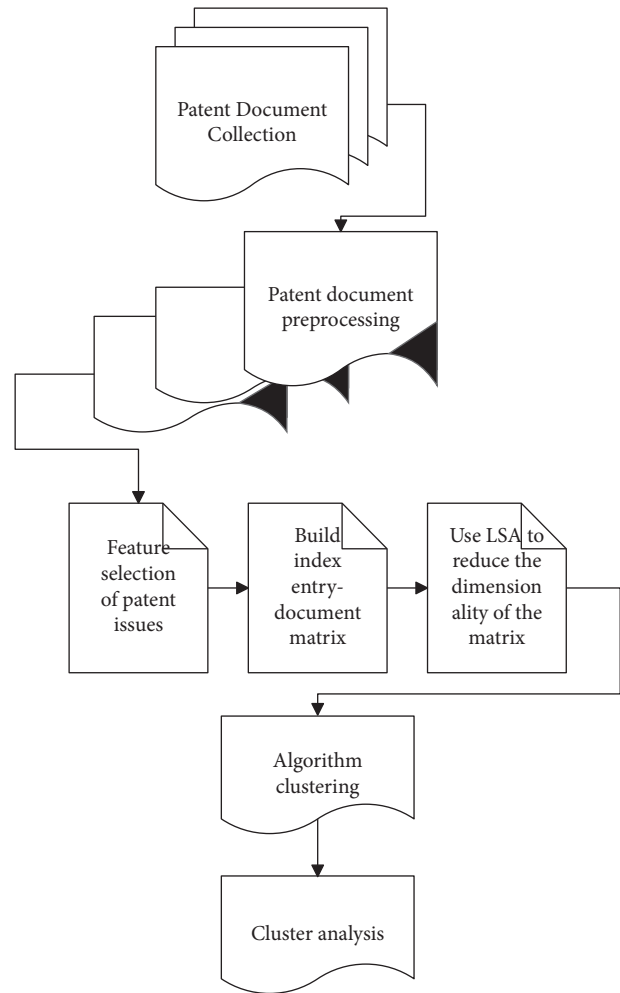 Patent Document
Collection
Patent document
preprocessing
Feature
selection
of patent
issues
Build
index
entry-
document
matrix
Use LSA to
reduce the
dimension
ality of the
matrix
Algorithm
clustering
Cluster analysis